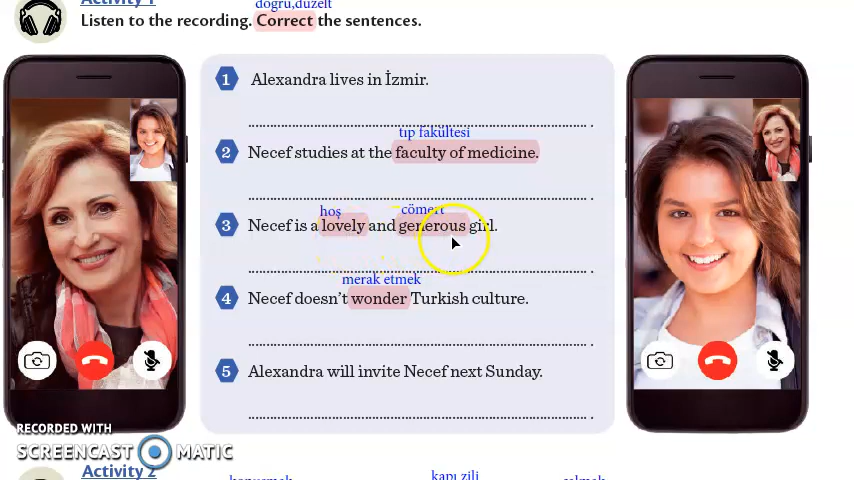 Activity 1
doğru,düzelt
Listen to the recording. Correct the sentences.
1 Alexandra lives in İzmir.
tıp fakültesi
2 Necef studies at the faculty of medicine.
hoş cömert
3 Necef is a lovely and generous girl.
merak etmek
4 Necef doesn't wonder Turkish culture.
5 Alexandra will invite Necef next Sunday.
RECORDED WITH
SCREENCAST MATIC
Activity 2
kapı zili